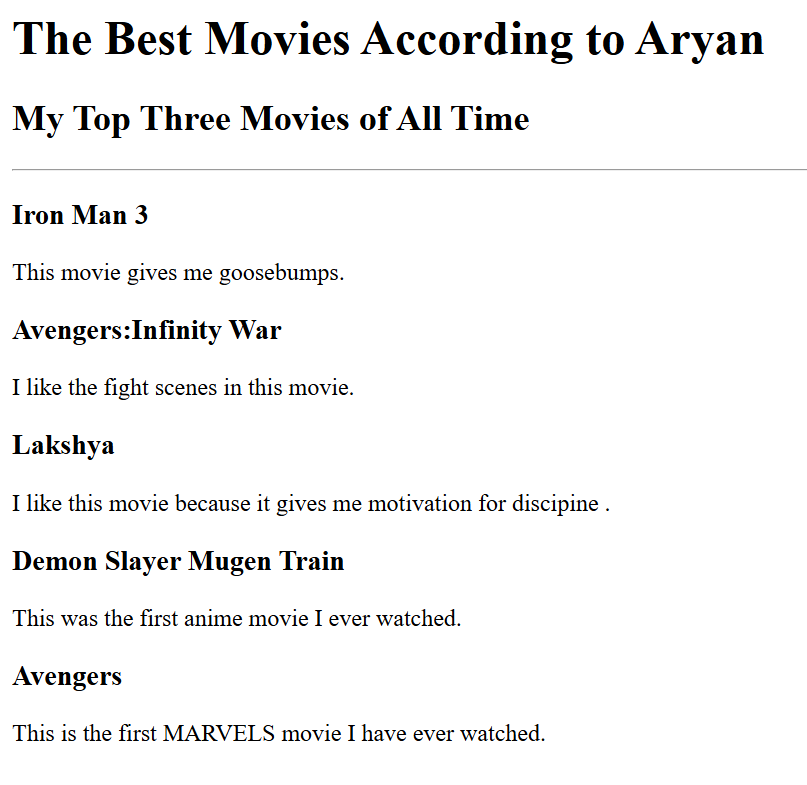 The Best Movies According to Aryan
My Top Three Movies of All Time
Iron Man 3
This movie gives me goosebumps.
Avengers:Infinity War
I like the fight scenes in this movie.
Lakshya
I like this movie because it gives me motivation for discipine .
Demon Slayer Mugen Train
This was the first anime movie I ever watched.
Avengers
This is the first MARVELS movie I have ever watched.